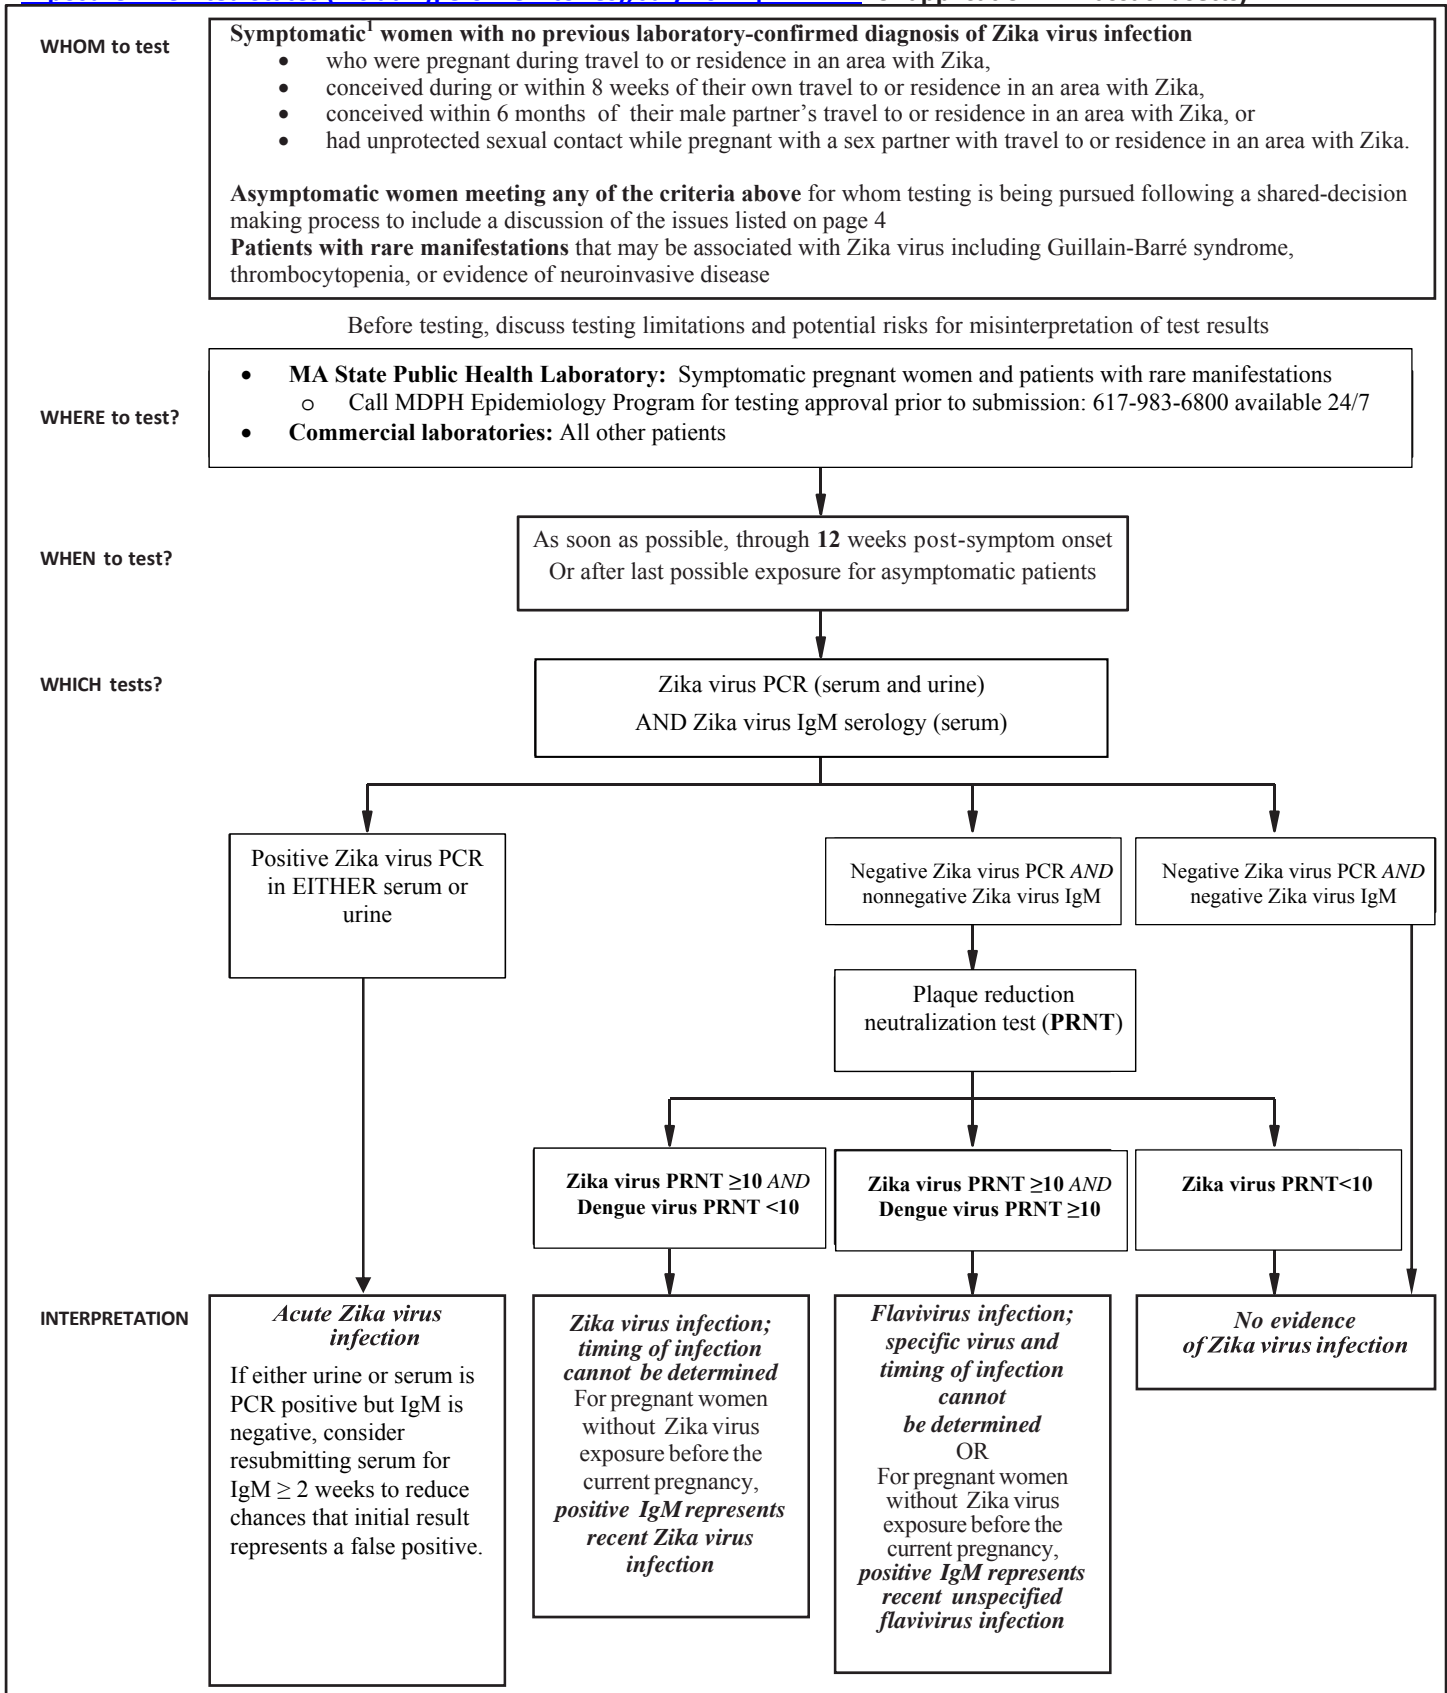 WHOM to test
Symptomatic¹ women with no previous laboratory-confirmed diagnosis of Zika virus infection
• who were pregnant during travel to or residence in an area with Zika,
• conceived during or within 8 weeks of their own travel to or residence in an area with Zika,
• conceived within 6 months of their male partner's travel to or residence in an area with Zika, or
• had unprotected sexual contact while pregnant with a sex partner with travel to or residence in an area with Zika.
Asymptomatic women meeting any of the criteria above for whom testing is being pursued following a shared-decision
making process to include a discussion of the issues listed on page 4
Patients with rare manifestations that may be associated with Zika virus including Guillain-Barré syndrome,
thrombocytopenia, or evidence of neuroinvasive disease
Before testing, discuss testing limitations and potential risks for misinterpretation of test results
WHERE to test?
• MA State Public Health Laboratory: Symptomatic pregnant women and patients with rare manifestations
o Call MDPH Epidemiology Program for testing approval prior to submission: 617-983-6800 available 24/7
• Commercial laboratories: All other patients
WHEN to test?
As soon as possible, through 12 weeks post-symptom onset
Or after last possible exposure for asymptomatic patients
WHICH tests?
Zika virus PCR (serum and urine)
AND Zika virus IgM serology (serum)
Positive Zika virus PCR
in EITHER serum or
urine
Negative Zika virus PCR AND
nonnegative Zika virus IgM
Negative Zika virus PCR AND
negative Zika virus IgM
Plaque reduction
neutralization test (PRNT)
Zika virus PRNT ≥10 AND
Dengue virus PRNT <10
Zika virus PRNT ≥10 AND
Dengue virus PRNT ≥10
Zika virus PRNT<10
INTERPRETATION
Acute Zika virus
infection
If either urine or serum is
PCR positive but IgM is
negative, consider
resubmitting serum for
IgM ≥ 2 weeks to reduce
chances that initial result
represents a false positive.
Zika virus infection;
timing of infection
cannot be determined
For pregnant women
without Zika virus
exposure before the
current pregnancy,
positive IgM represents
recent Zika virus
infection
Flavivirus infection;
specific virus and
timing of infection
cannot
be determined
OR
For pregnant women
without Zika virus
exposure before the
current pregnancy,
positive IgM represents
recent unspecified
flavivirus infection
No evidence
of Zika virus infection